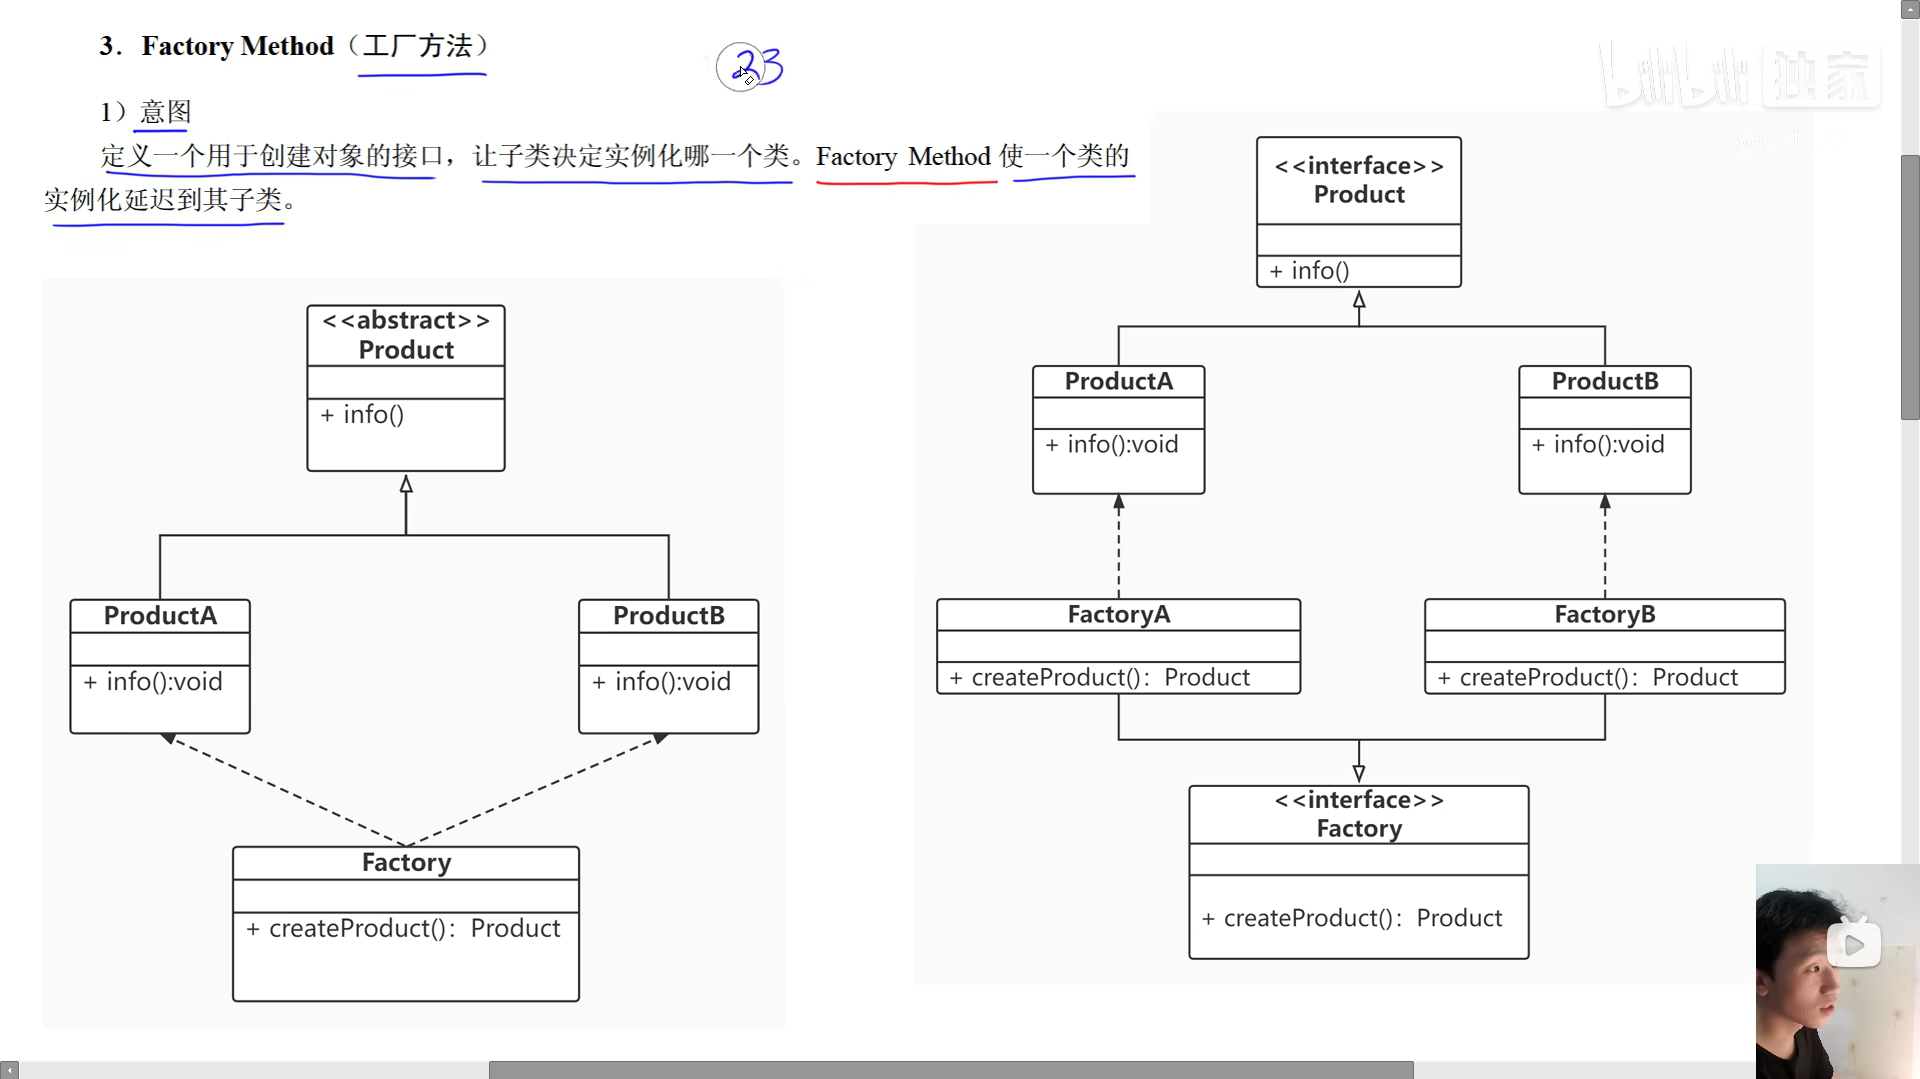 3. Factory Method（工厂方法）
23
1）意图
定义一个用于创建对象的接口，让子类决定实例化哪一个类。Factory Method 使一个类的
实例化延迟到其子类。
<<abstract>>
Product
+ info()
ProductA
+ info():void
ProductB
+ info():void
Factory
+ createProduct()：Product
<<interface>>
Product
+ info()
ProductA
+ info():void
ProductB
+ info():void
FactoryA
+ createProduct()：Product
FactoryB
+ createProduct()：Product
<<interface>>
Factory
+ createProduct()：Product
bilibili 独家